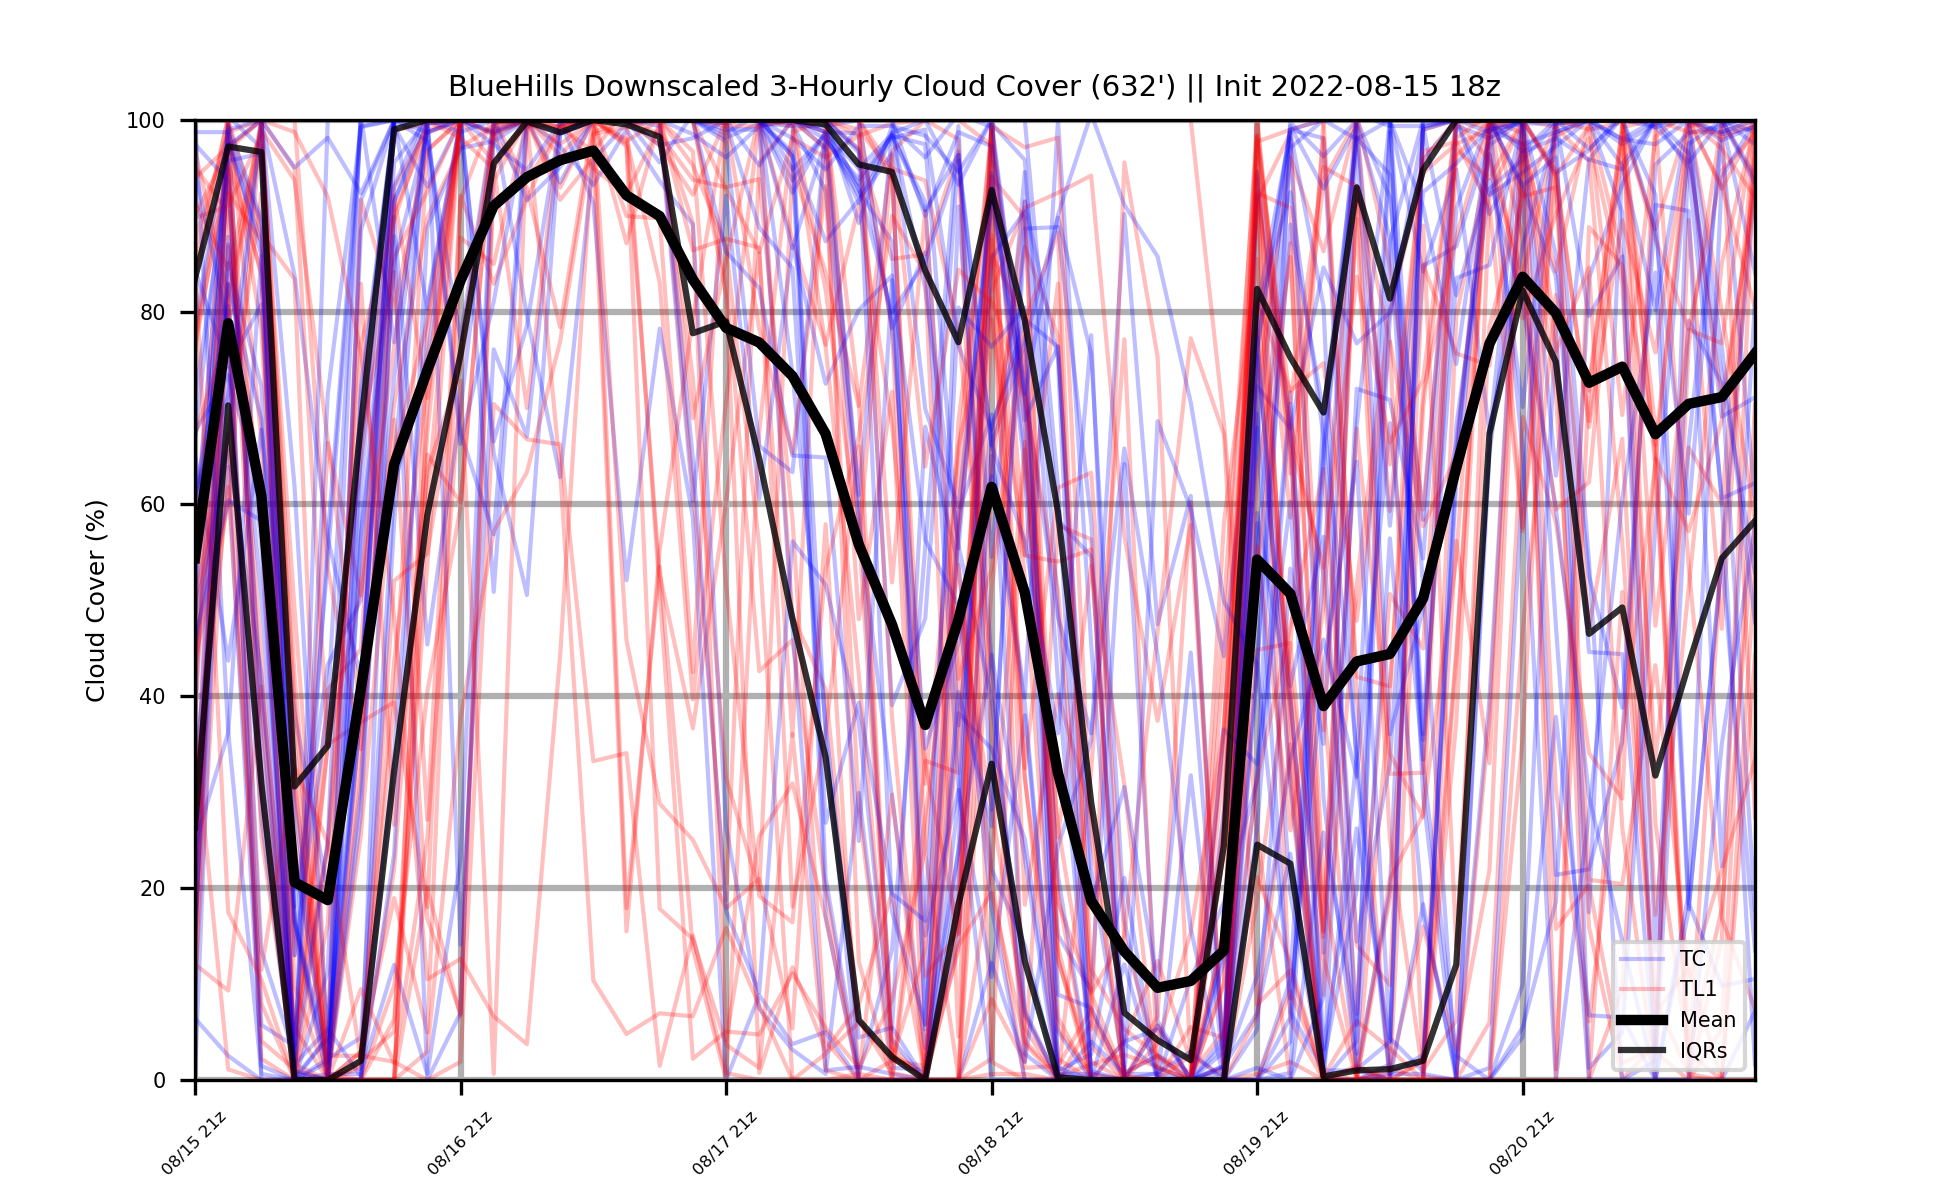 BlueHills Downscaled 3-Hourly Cloud Cover (632') || Init 2022-08-15 18z
Cloud Cover (%)
100
80
60
40
20
0
08/15 21z
08/16 21z
08/17 21z
08/18 21z
08/19 21z
08/20 21z
TC
TL1
Mean
IQRs